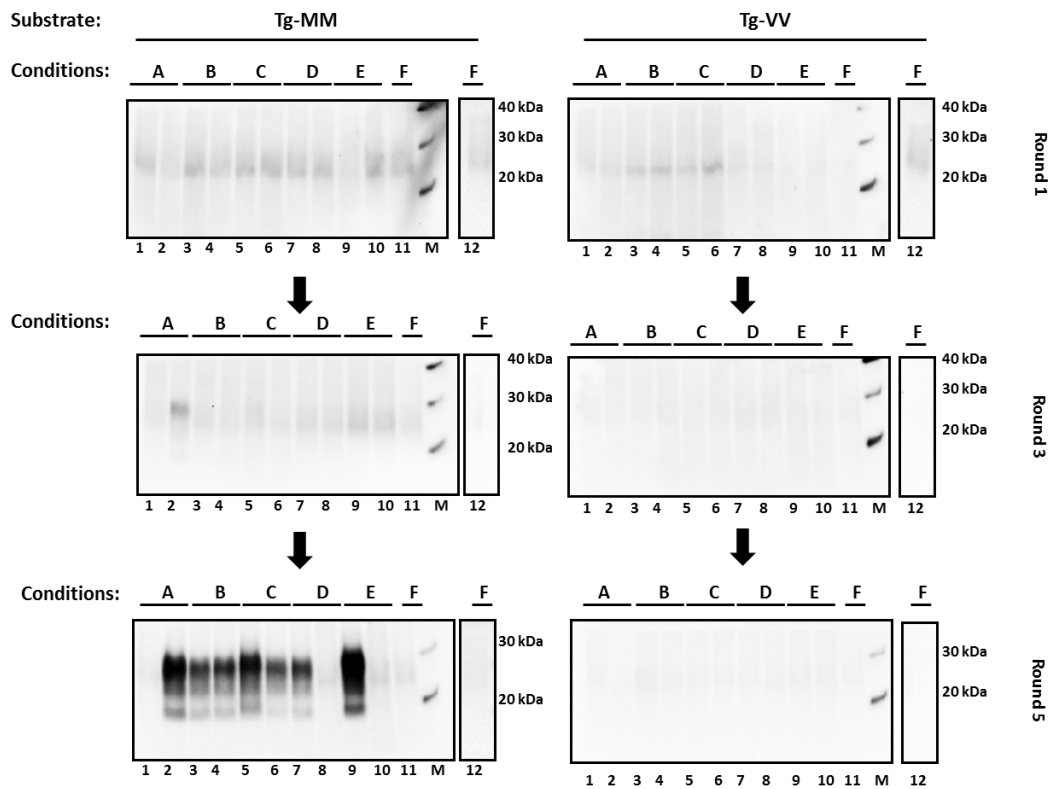 Substrate: Tg-MM Tg-VV
Conditions: A B C D E F F A B C D E F F
40 kDa 40 kDa
30 kDa 30 kDa
20 kDa 20 kDa
Round 1
1 2 3 4 5 6 7 8 9 10 11 M 12 1 2 3 4 5 6 7 8 9 10 11 M 12
Conditions: A B C D E F F A B C D E F F
40 kDa 40 kDa
30 kDa 30 kDa
20 kDa 20 kDa
Round 3
1 2 3 4 5 6 7 8 9 10 11 M 12 1 2 3 4 5 6 7 8 9 10 11 M 12
Conditions: A B C D E F F A B C D E F F
30 kDa 30 kDa
20 kDa 20 kDa
Round 5
1 2 3 4 5 6 7 8 9 10 11 M 12 1 2 3 4 5 6 7 8 9 10 11 M 12